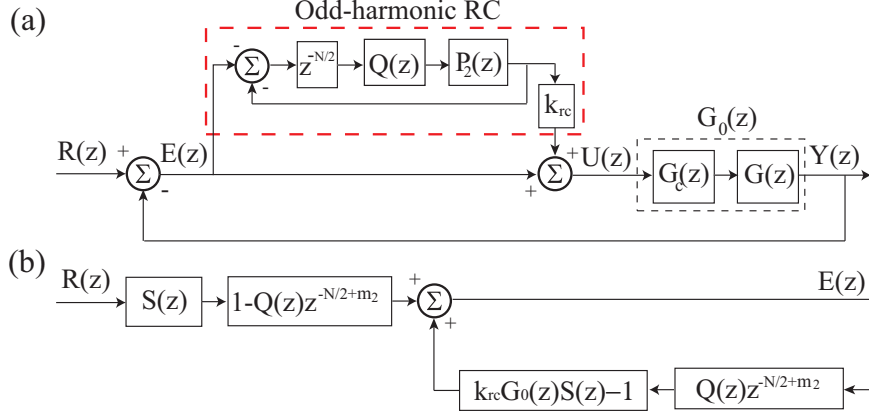 (a)
Odd-harmonic RC
- Σ - z^-N/2 Q(z) P_2(z)
k_rc
G_0(z)
R(z) + Σ - E(z) + Σ + U(z) G_c(z) G(z) Y(z)
(b)
R(z) S(z) 1-Q(z)z^-N/2+m_2 + Σ + E(z)
k_rc G_0(z)S(z)−1 Q(z)z^-N/2+m_2